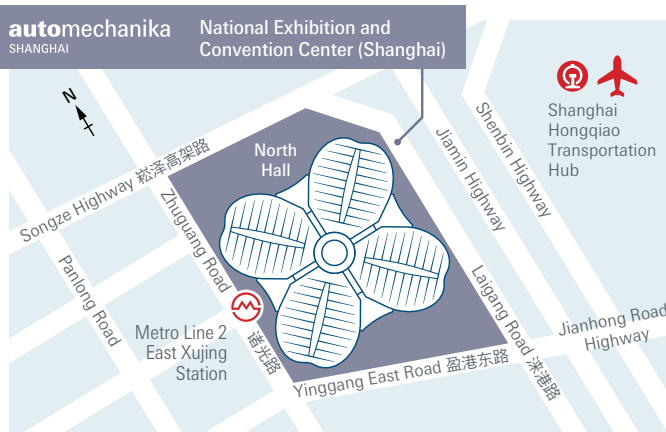 automechanika
SHANGHAI
National Exhibition and
Convention Center (Shanghai)
N
Shanghai
Hongqiao
Transportation
Hub
North
Hall
Songze Highway 崧泽高架路
Shenbin Highway
Jiamin Highway
Zhuguang Road 诸光路
Panlong Road
Laigang Road 涞港路
Metro Line 2
East Xujing
Station
Jianhong Road
Highway
Yinggang East Road 盈港东路